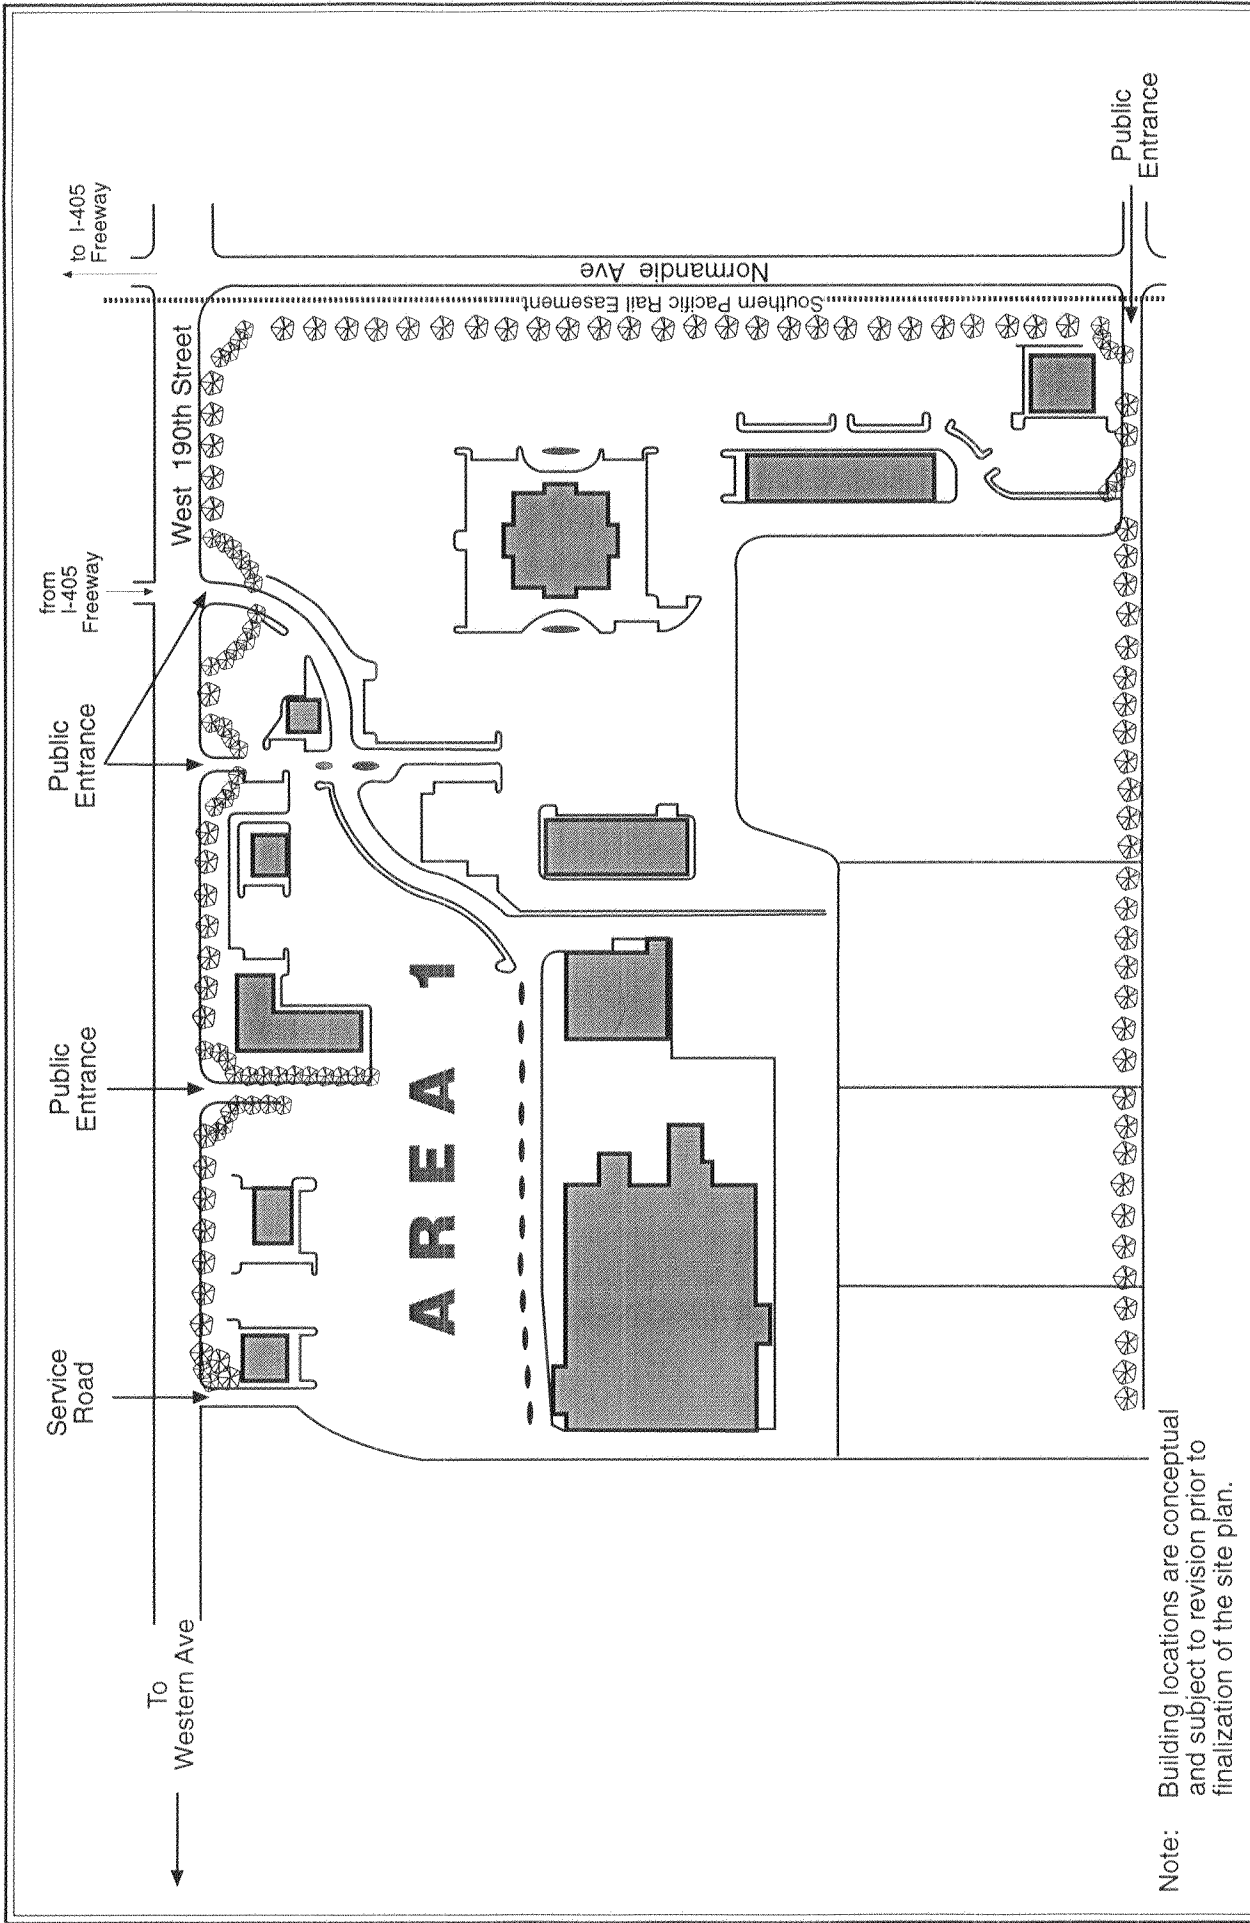 To
Western Ave
Service
Road
Public
Entrance
Public
Entrance
from
I-405
Freeway
to I-405
Freeway
West 190th Street
AREA 1
Southern Pacific Rail Easement
Normandie Ave
Public
Entrance
Note: Building locations are conceptual
and subject to revision prior to
finalization of the site plan.